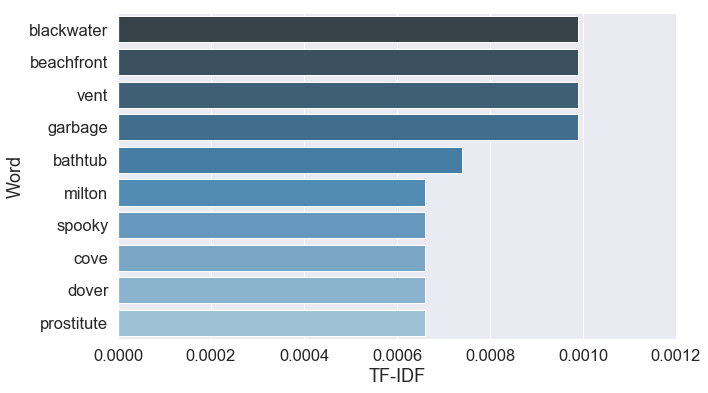 blackwater
beachfront
vent
garbage
bathtub
milton
spooky
cove
dover
prostitute
Word
0.0000 0.0002 0.0004 0.0006 0.0008 0.0010 0.0012
TF-IDF